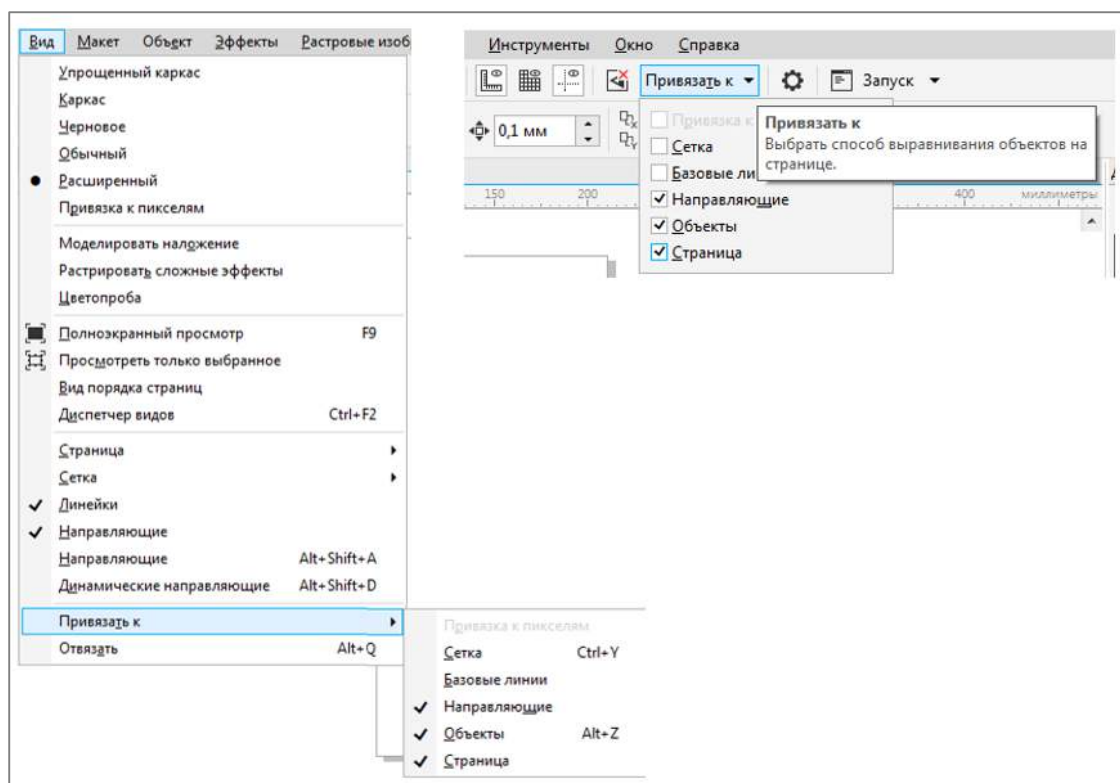 Вид Макет Объект Эффекты Растровые изоб
Упрощенный каркас
Каркас
Черновое
Обычный
Расширенный
Привязка к пикселям
Моделировать наложение
Растрировать сложные эффекты
Цветопроба
Полноэкранный просмотр F9
Просмотреть только выбранное
Вид порядка страниц
Диспетчер видов Ctrl+F2
Страница
Сетка
Линейки
Направляющие
Направляющие Alt+Shift+A
Динамические направляющие Alt+Shift+D
Привязать к
Отвязать Alt+Q
Привязка к пикселям
Сетка Ctrl+Y
Базовые линии
Направляющие
Объекты Alt+Z
Страница
Инструменты Окно Справка
Привязать к Запуск
0,1 мм
Привязка к
Сетка
Базовые ли
Направляющие
Объекты
Страница
Привязать к
Выбрать способ выравнивания объектов на
странице.
150 200 400 миллиметры